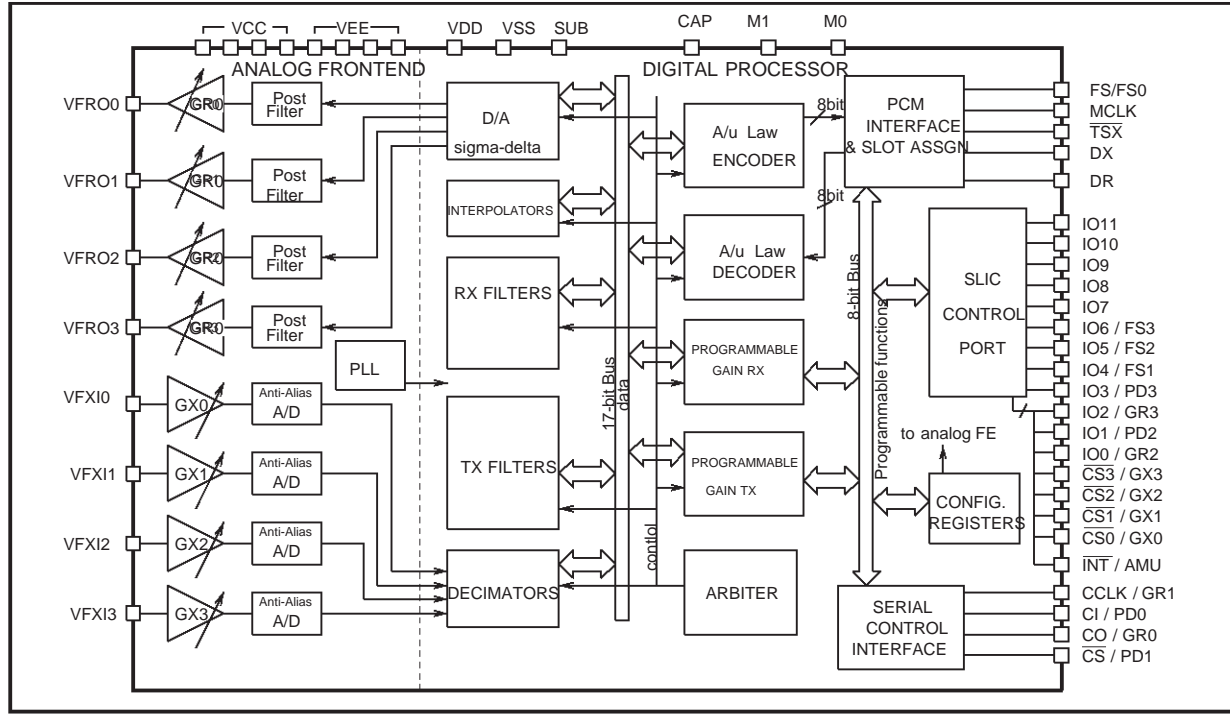 VCC VEE VDD VSS SUB CAP M1 M0
ANALOG FRONTEND DIGITAL PROCESSOR
VFRO0
GR0
Post
Filter
VFRO1
Post
Filter
VFRO2
Post
Filter
VFRO3
Post
Filter
PLL
VFXI0
GX0
Anti-Alias
A/D
VFXI1
GX1
Anti-Alias
A/D
VFXI2
GX2
Anti-Alias
A/D
VFXI3
GX3
Anti-Alias
A/D
D/A
sigma-delta
INTERPOLATORS
RX FILTERS
TX FILTERS
DECIMATORS
17-bit Bus
data
contlol
A/u Law
ENCODER
8bit
A/u Law
DECODER
8bit
PROGRAMMABLE
GAIN RX
PROGRAMMABLE
GAIN TX
ARBITER
8-bit Bus
Programmable functions
PCM
INTERFACE
& SLOT ASSGN
SLIC
CONTROL
PORT
to analog FE
CONFIG.
REGISTERS
SERIAL
CONTROL
INTERFACE
FS/FS0
MCLK
TSX
DX
DR
IO11
IO10
IO9
IO8
IO7
IO6 / FS3
IO5 / FS2
IO4 / FS1
IO3 / PD3
IO2 / GR3
IO1 / PD2
IO0 / GR2
CS3 / GX3
CS2 / GX2
CS1 / GX1
CS0 / GX0
INT / AMU
CCLK / GR1
CI / PD0
CO / GR0
CS / PD1